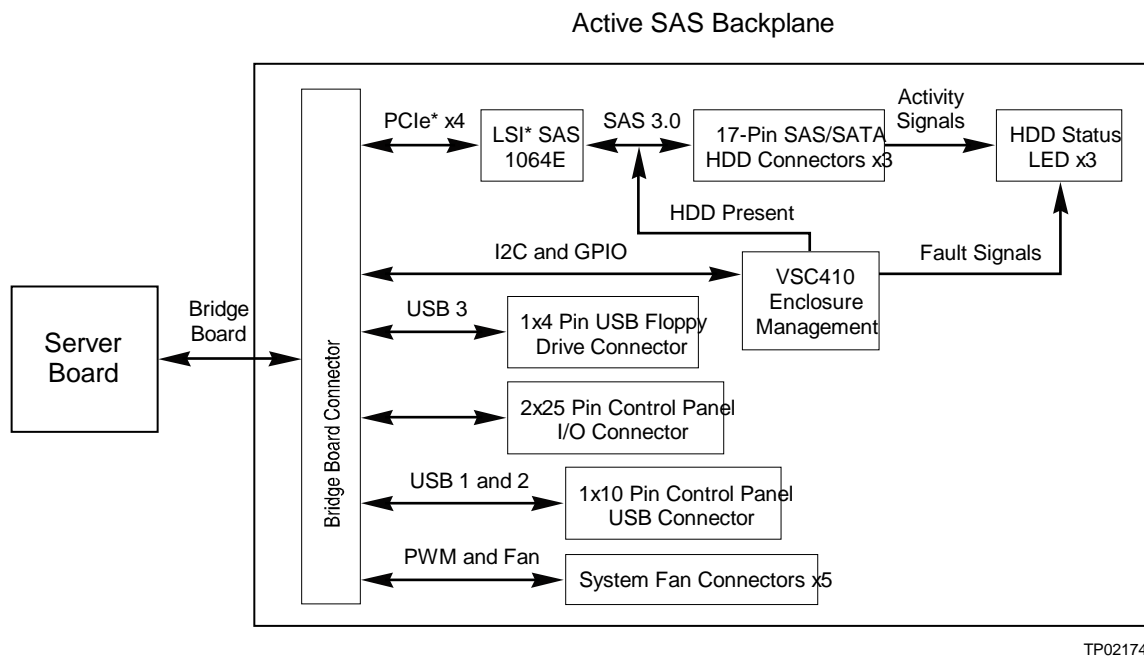 Active SAS Backplane
PCIe* x4
LSI* SAS
1064E
SAS 3.0
17-Pin SAS/SATA
HDD Connectors x3
Activity
Signals
HDD Status
LED x3
HDD Present
I2C and GPIO
VSC410
Enclosure
Management
Fault Signals
Server
Board
Bridge
Board
Bridge Board Connector
USB 3
1x4 Pin USB Floppy
Drive Connector
2x25 Pin Control Panel
I/O Connector
USB 1 and 2
1x10 Pin Control Panel
USB Connector
PWM and Fan
System Fan Connectors x5
TP02174